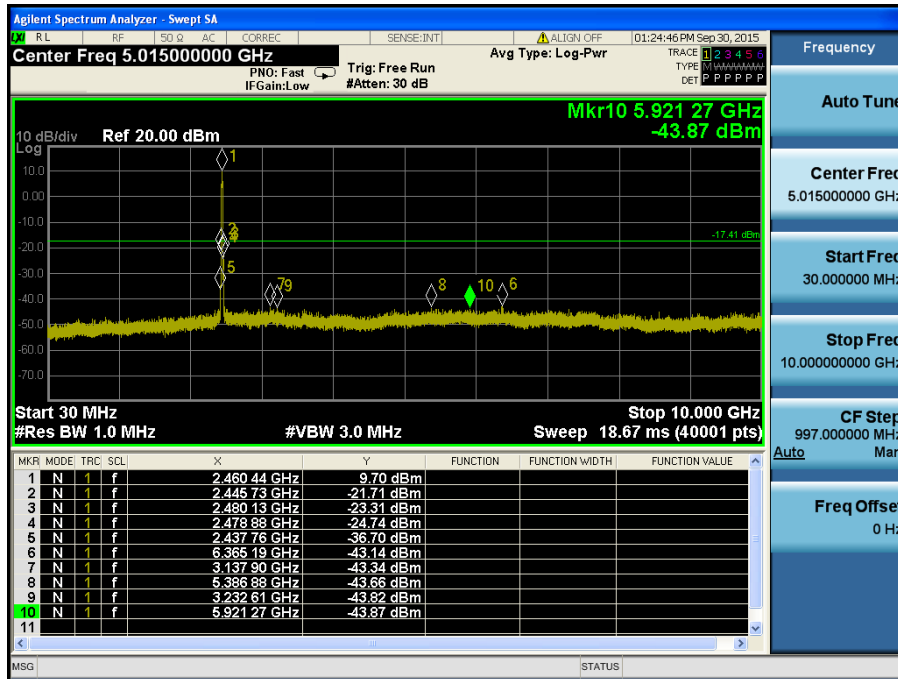 Agilent Spectrum Analyzer - Swept SA
LXI RL RF 50 Ω AC CORREC SENSE:INT ALIGN OFF 01:24:46 PM Sep 30, 2015
Center Freq 5.015000000 GHz
PNO: Fast
IFGain:Low
Trig: Free Run
#Atten: 30 dB
Avg Type: Log-Pwr
TRACE 1 2 3 4 5 6
TYPE M
DET P P P P P P
Mkr10 5.921 27 GHz
-43.87 dBm
10 dB/div Ref 20.00 dBm
Log
10.0
0.00
-10.0
-20.0
-30.0
-40.0
-50.0
-60.0
-70.0
1
5
8
10
6
-17.41 dBm
Start 30 MHz Stop 10.000 GHz
#Res BW 1.0 MHz #VBW 3.0 MHz Sweep 18.67 ms (40001 pts)
MKR MODE TRC SCL X Y FUNCTION FUNCTION WIDTH FUNCTION VALUE
1 N 1 f 2.460 44 GHz 9.70 dBm
2 N 1 f 2.445 73 GHz -21.71 dBm
3 N 1 f 2.480 13 GHz -23.31 dBm
4 N 1 f 2.478 88 GHz -24.74 dBm
5 N 1 f 2.437 76 GHz -36.70 dBm
6 N 1 f 6.365 19 GHz -43.14 dBm
7 N 1 f 3.137 90 GHz -43.34 dBm
8 N 1 f 5.386 88 GHz -43.66 dBm
9 N 1 f 3.232 61 GHz -43.82 dBm
10 N 1 f 5.921 27 GHz -43.87 dBm
11
MSG STATUS
Frequency
Auto Tune
Center Freq
5.015000000 GHz
Start Freq
30.000000 MHz
Stop Freq
10.000000000 GHz
CF Step
997.000000 MHz
Auto Man
Freq Offset
0 Hz